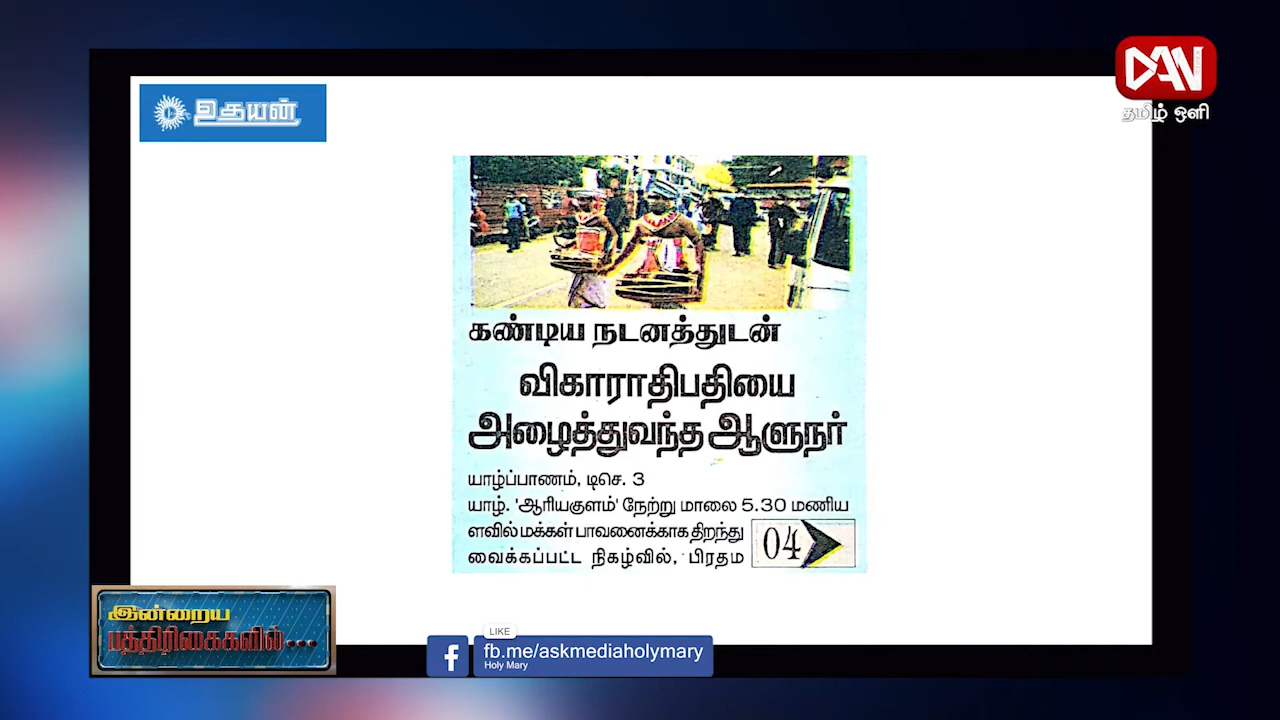 DAN
தமிழ் ஒளி
உதயன்
கண்டிய நடனத்துடன்
விகாராதிபதியை
அழைத்துவந்த ஆளுநர்
யாழ்ப்பாணம், டிசெ. 3
யாழ். 'ஆரியகுளம்' நேற்று மாலை 5.30 மணிய
ளவில் மக்கள் பாவனைக்காக திறந்து
வைக்கப்பட்ட நிகழ்வில், பிரதம
04
இன்றைய
பத்திரிகைகளில்...
LIKE
f
fb.me/askmediaholymary
Holy Mary